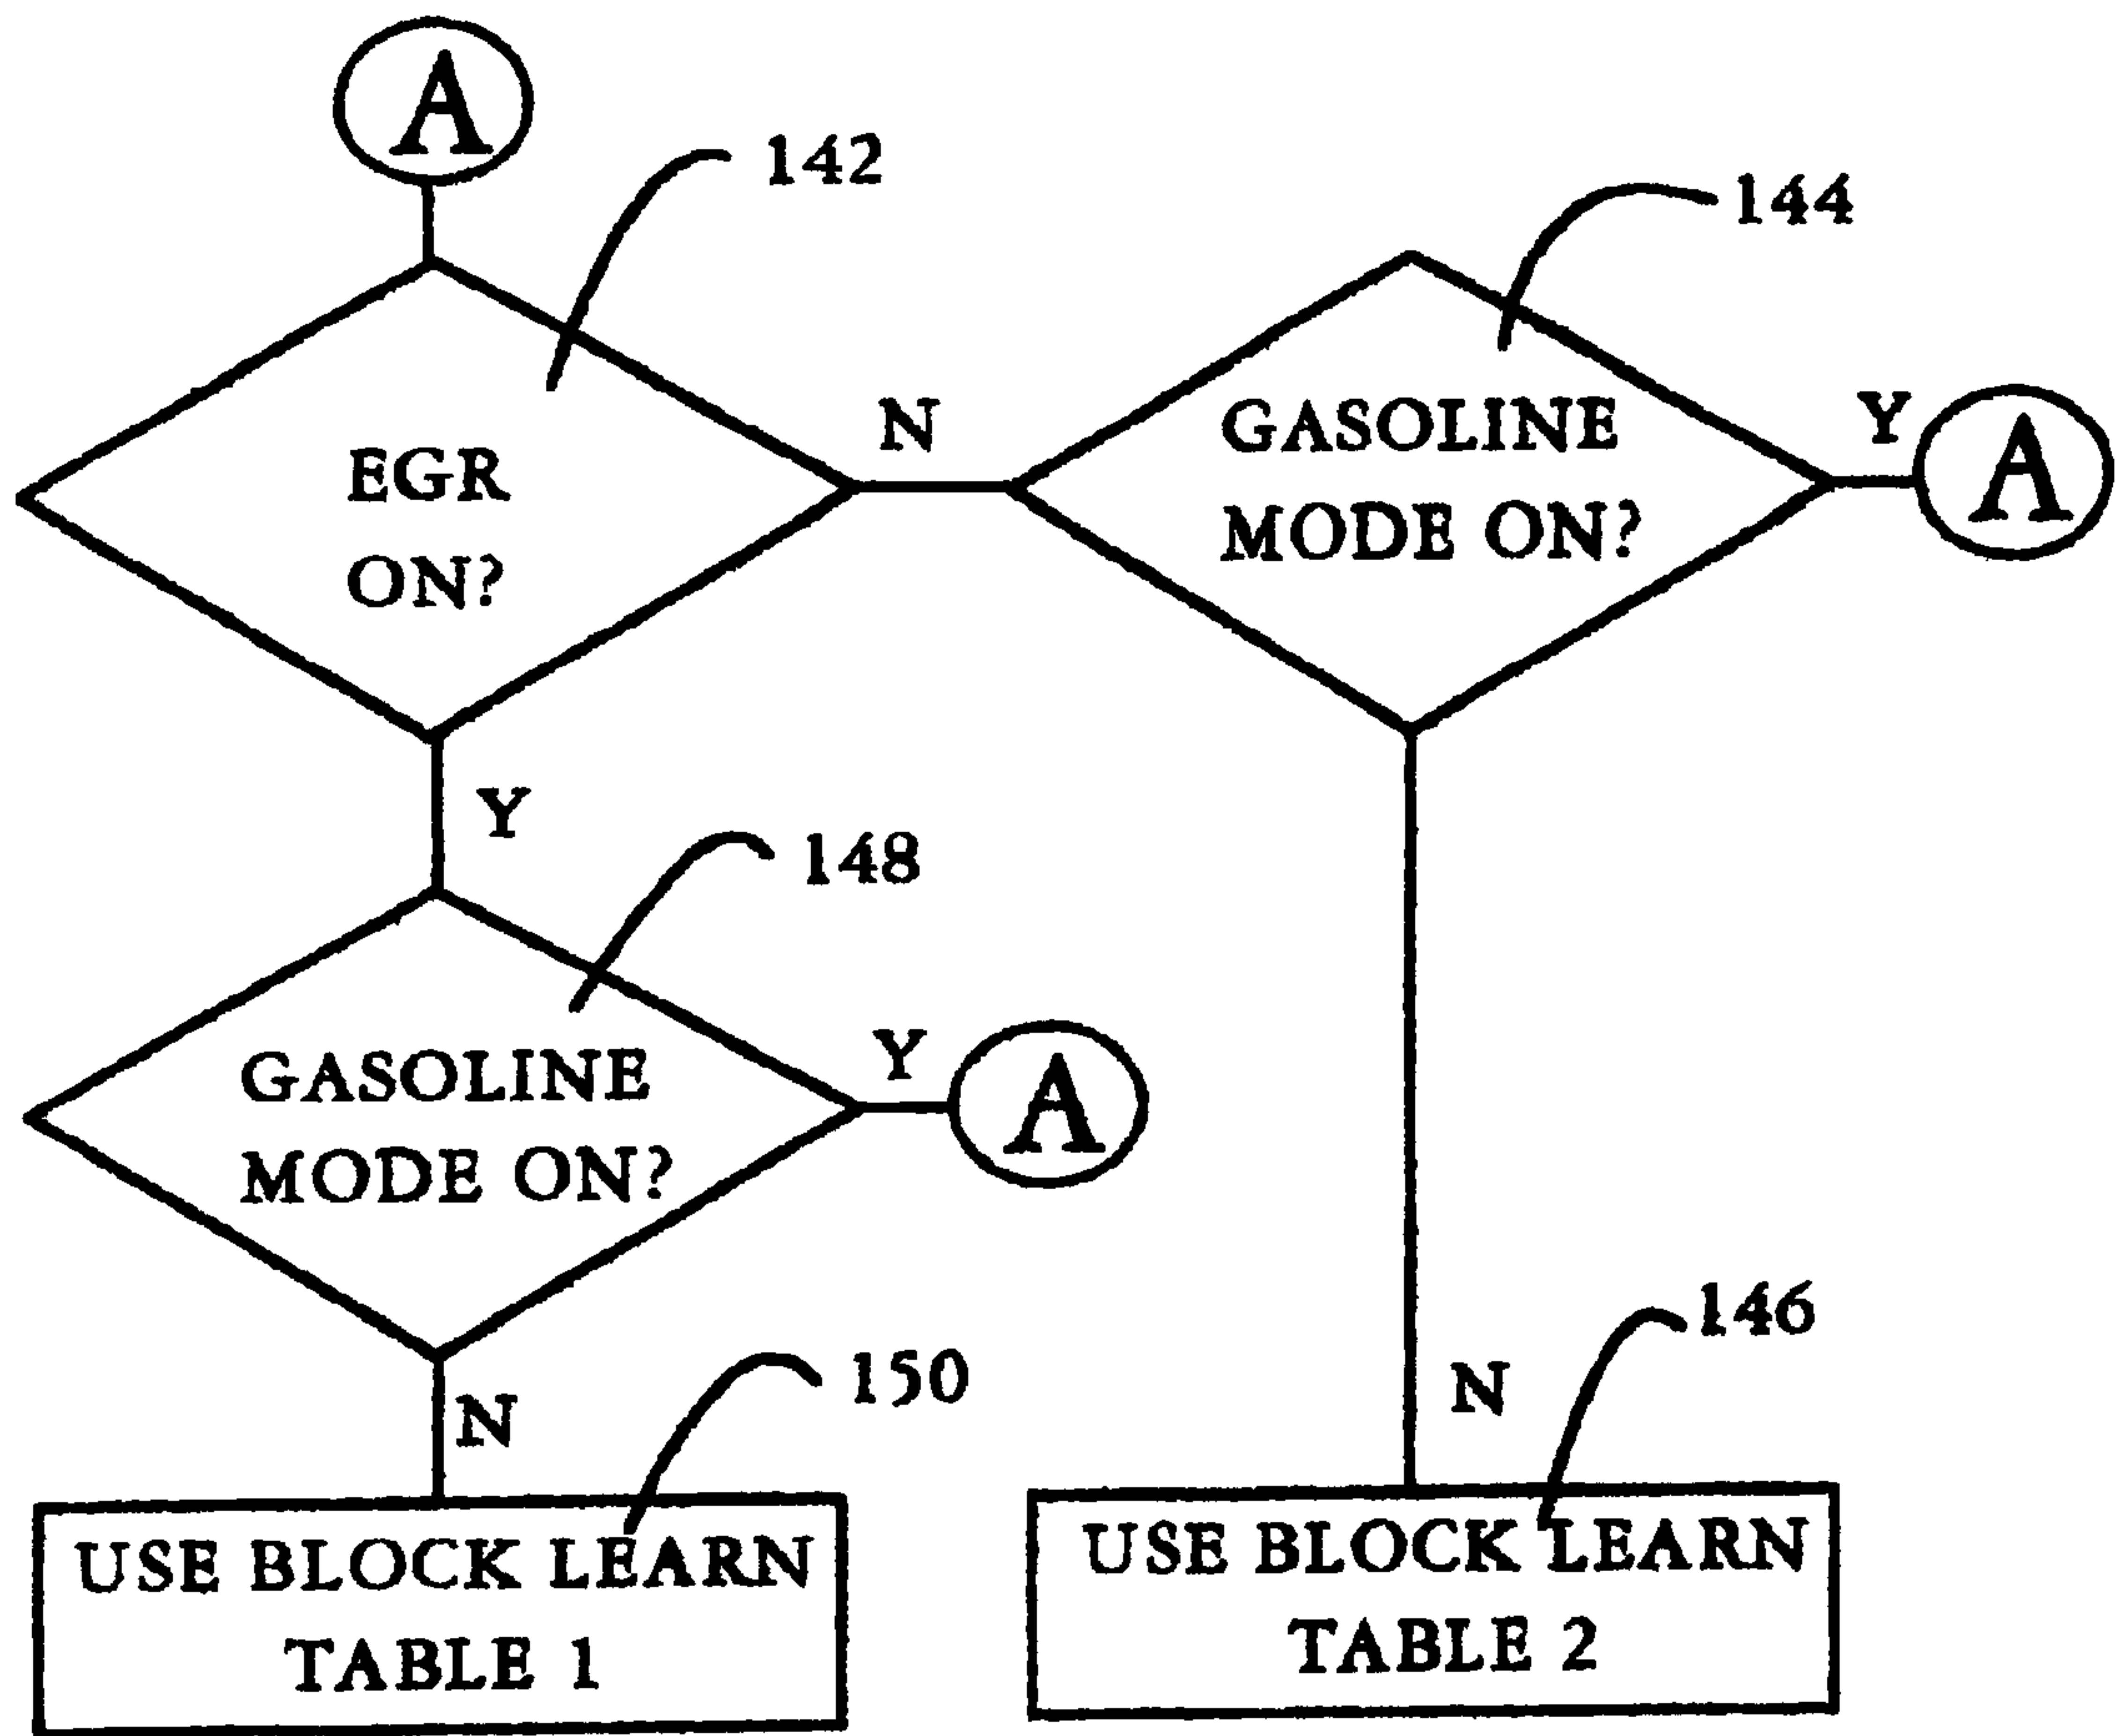 A
142
144
EGR
ON?
N
GASOLINE
MODE ON?
Y
A
Y
148
GASOLINE
MODE ON?
Y
A
N
150
N
146
USE BLOCK LEARN
TABLE 1
USE BLOCK LEARN
TABLE 2